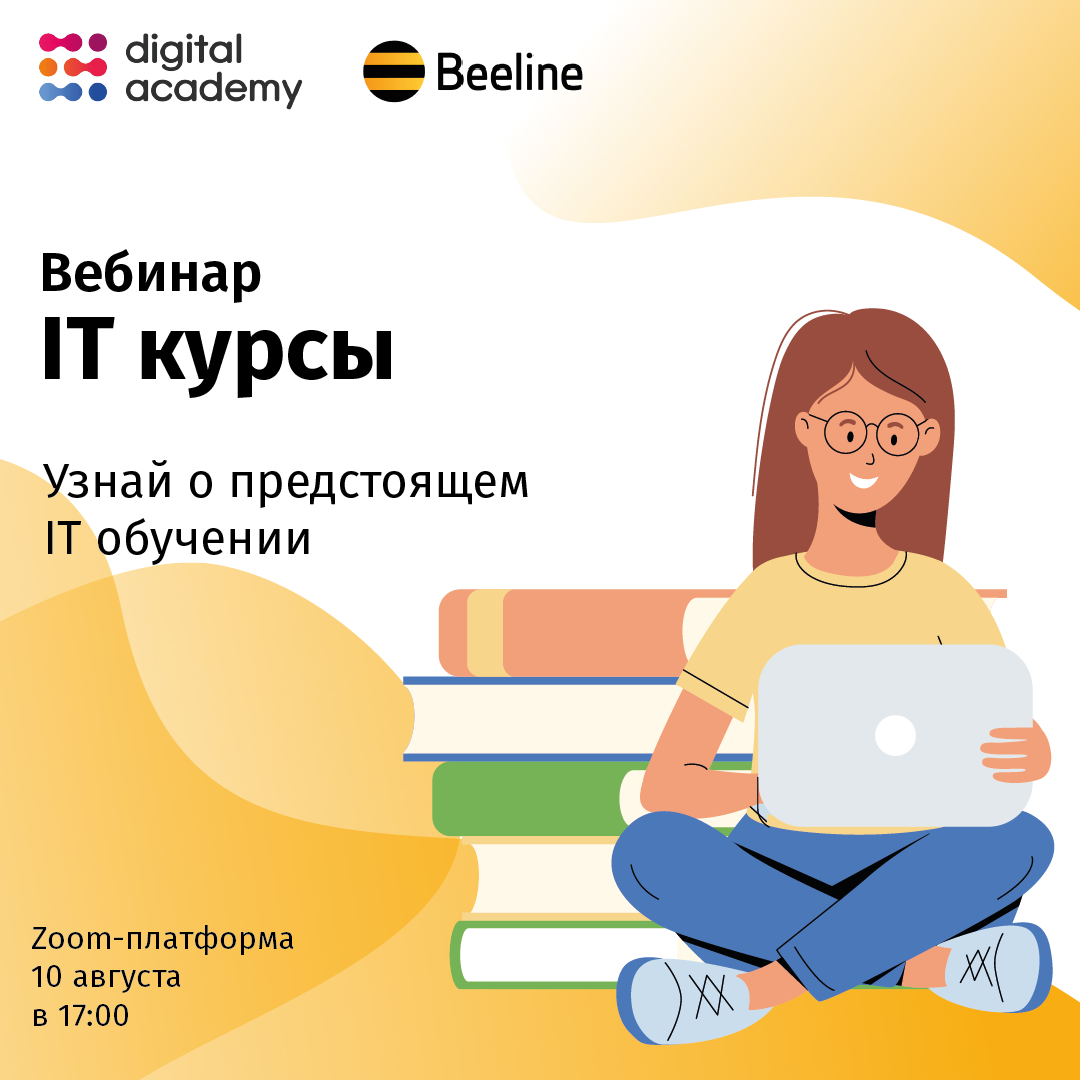 digital
academy
Beeline
Вебинар
IT курсы
Узнай о предстоящем
IT обучении
Zoom-платформа
10 августа
в 17:00